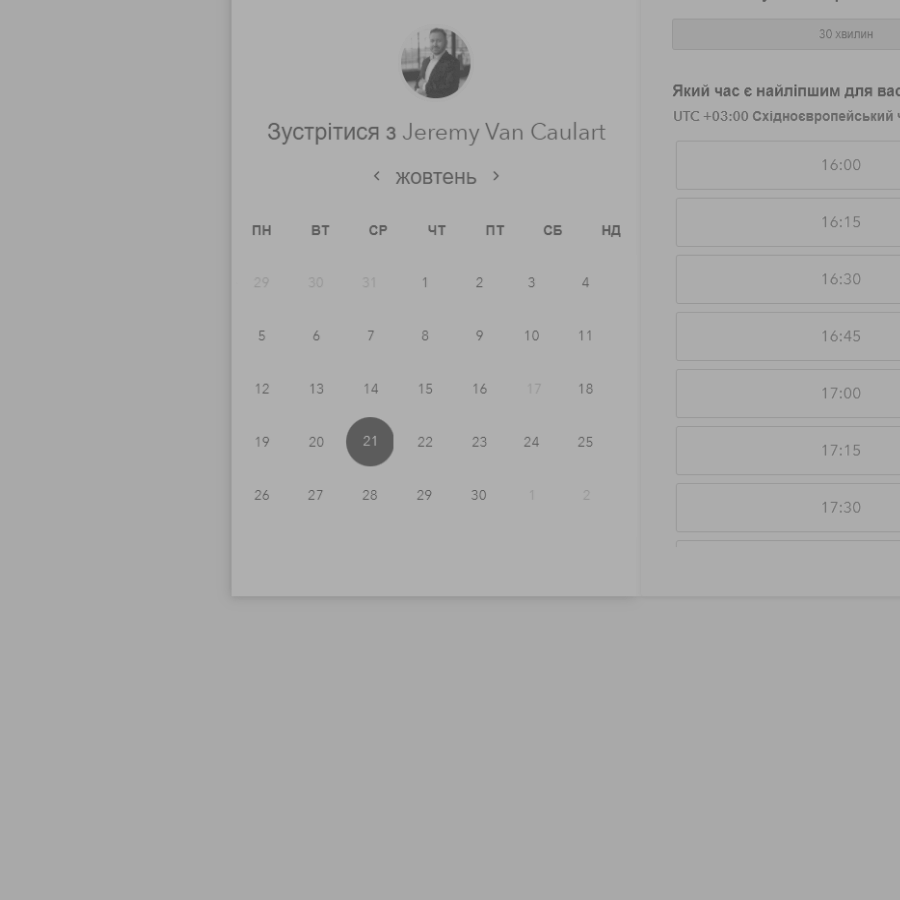 Зустрітися з Jeremy Van Caulart
‹ жовтень ›
ПН ВТ СР ЧТ ПТ СБ НД
29 30 31 1 2 3 4
5 6 7 8 9 10 11
12 13 14 15 16 17 18
19 20 21 22 23 24 25
26 27 28 29 30 1 2
30 хвилин
Який час є найліпшим для вас
UTC +03:00 Східноєвропейський
16:00
16:15
16:30
16:45
17:00
17:15
17:30